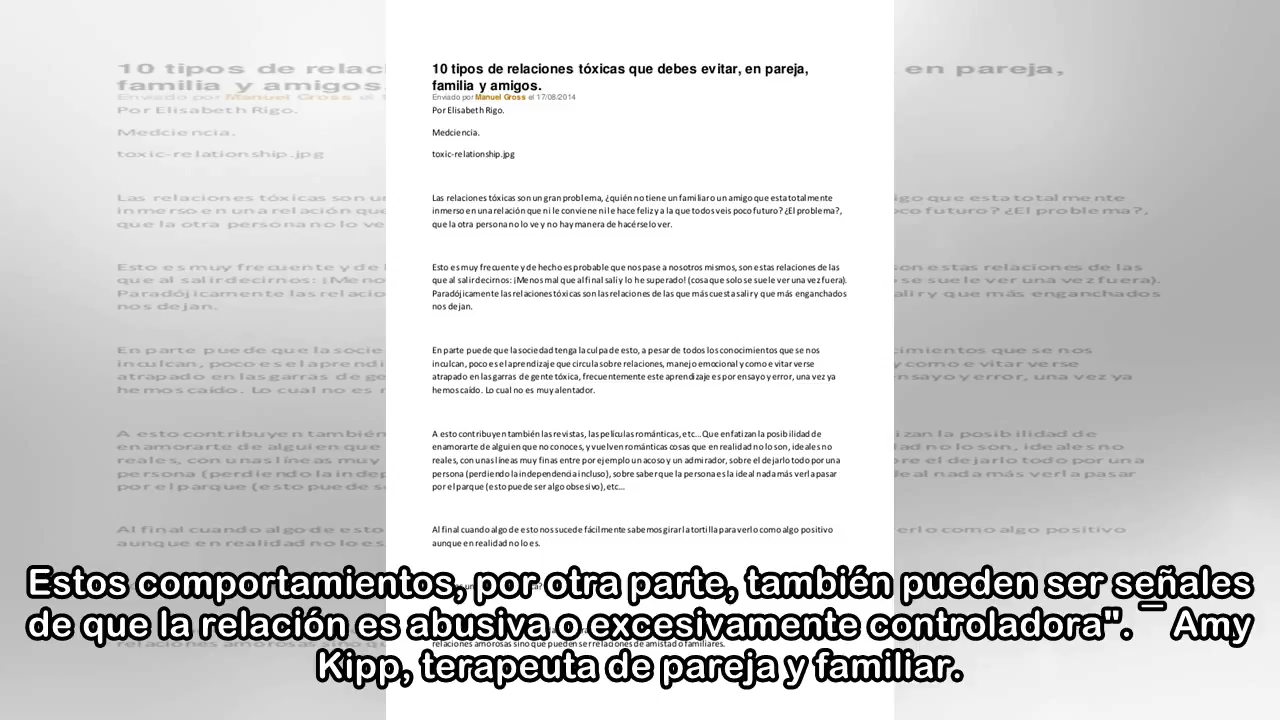 10 tipos de relaciones tóxicas que debes evitar, en pareja,
familia y amigos.
Enviado por Manuel Gross el 17/08/2014
Por Elisabeth Rigo.
Medciencia.
toxic-relationship.jpg
Las relaciones tóxicas son un gran problema, ¿quién no tiene un familiar o un amigo que esta totalmente
inmerso en una relación que ni le conviene ni le hace feliz y a la que todos veis poco futuro? ¿El problema?,
que la otra persona no lo ve y no hay manera de hacérselo ver.
Esto es muy frecuente y de hecho es probable que nos pase a nosotros mismos, son estas relaciones de las
que al salir decirnos: ¡Menos mal que al final salí y lo he superado! (cosa que solo se suele ver una vez fuera).
Paradójicamente las relaciones tóxicas son las relaciones de las que más cuesta salir y que más enganchados
nos dejan.
En parte puede que la sociedad tenga la culpa de esto, a pesar de todos los conocimientos que se nos
inculcan, poco es el aprendizaje que circula sobre relaciones, manejo emocional y como evitar verse
atrapado en las garras de gente tóxica, frecuentemente este aprendizaje es por ensayo y error, una vez ya
hemos caído. Lo cual no es muy alentador.
A esto contribuyen también las revistas, las películas románticas, etc... Que enfatizan la posibilidad de
enamorarte de alguien que no conoces, y vuelven románticas cosas que en realidad no lo son, ideales no
reales, con unas líneas muy finas entre por ejemplo un acoso y un admirador, sobre el dejarlo todo por una
persona (perdiendo la independencia incluso), sobre saber que la persona es la ideal nada más verla pasar
por el parque (esto puede ser algo obsesivo), etc...
Al final cuando algo de esto nos sucede fácilmente sabemos girar la tortilla para verlo como algo positivo
aunque en realidad no lo es.
relaciones amorosas sino que pueden ser relaciones de amistad o familiares.
Estos comportamientos, por otra parte, también pueden ser señales
de que la relación es abusiva o excesivamente controladora". ― Amy
Kipp, terapeuta de pareja y familiar.